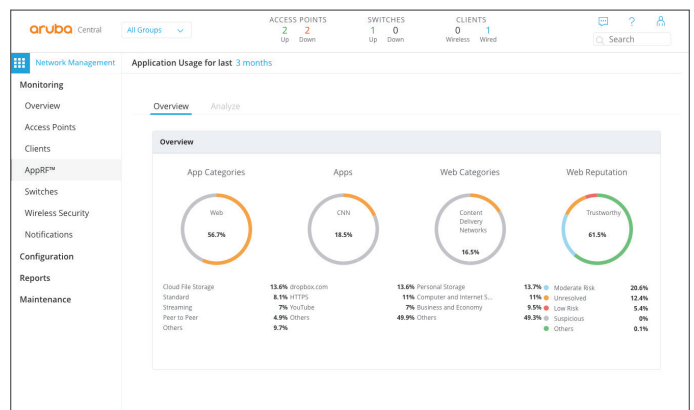 aruba Central
All Groups
ACCESS POINTS
2 2
Up Down
SWITCHES
1 0
Up Down
CLIENTS
0 1
Wireless Wired
?
Search
Network Management
Application Usage for last 3 months
Monitoring
Overview
Access Points
Clients
AppRF™
Switches
Wireless Security
Notifications
Configuration
Reports
Maintenance
Overview Analyze
Overview
App Categories
Web
56.7%
Cloud File Storage 13.6%
Standard 8.1%
Streaming 7%
Peer to Peer 4.9%
Others 9.7%
Apps
CNN
18.5%
dropbox.com 13.6%
HTTPS 11%
YouTube 7%
Others 49.9%
Web Categories
Content
Delivery
Networks
16.5%
Personal Storage 13.7%
Computer and Internet S... 11%
Business and Economy 9.5%
Others 49.3%
Web Reputation
Trustworthy
61.5%
Moderate Risk 20.6%
Unresolved 12.4%
Low Risk 5.4%
Suspicious 0%
Others 0.1%